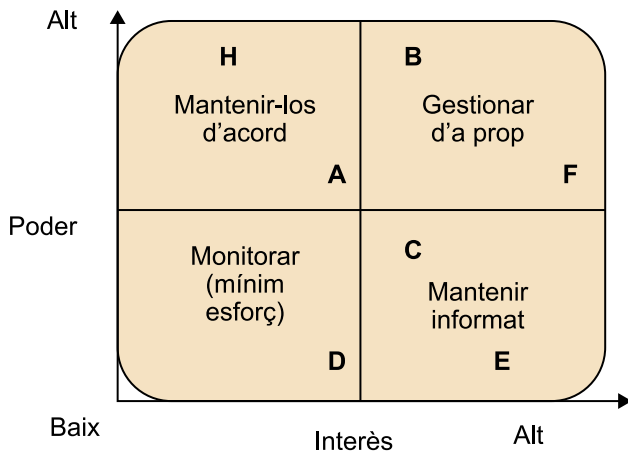 Alt
H
B
Mantenir-los
d’acord
Gestionar
d’a prop
A
F
Poder
C
Monitorar
(mínim
esforç)
Mantenir
informat
D
E
Baix
Interès
Alt